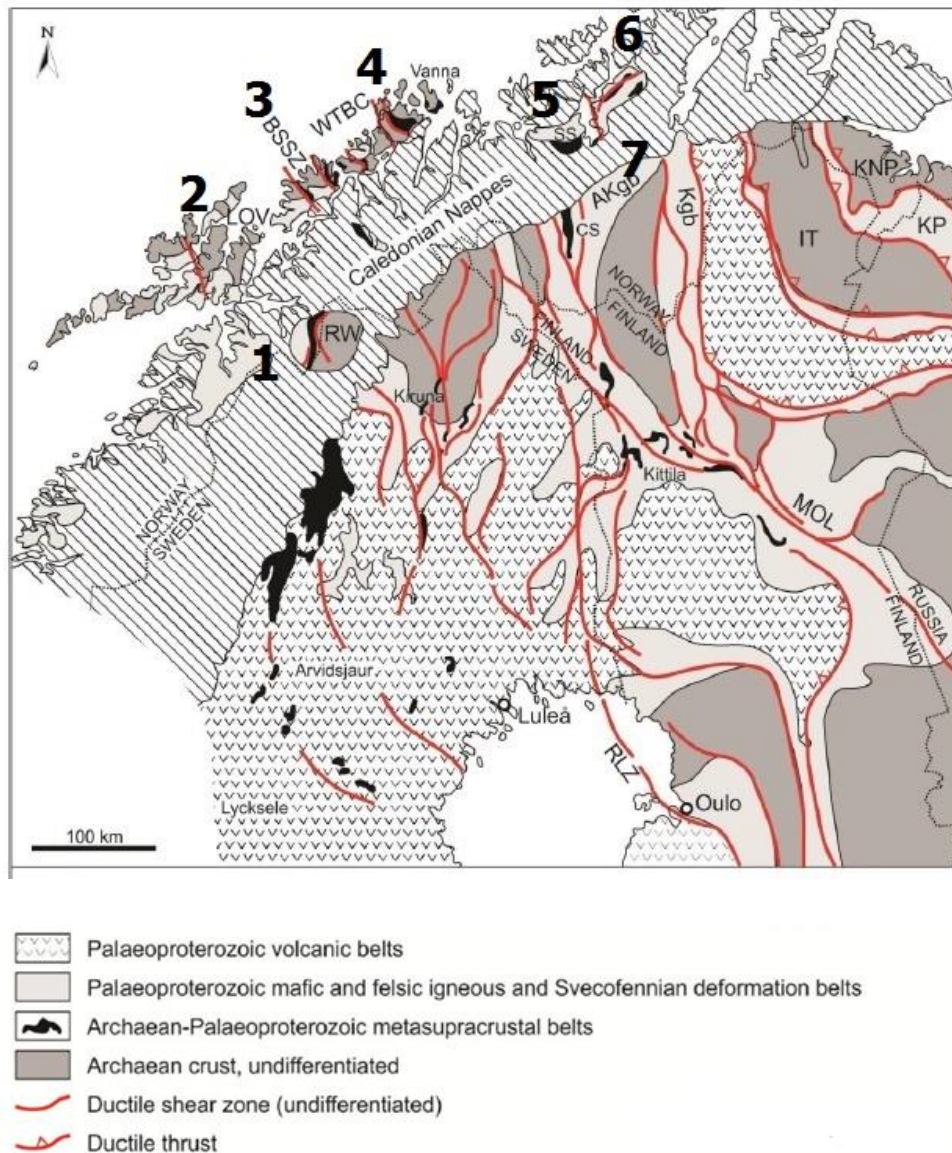 N
6
4
Vanna
3
WTBC
5
BSSZ
SS
7
2
LOV
Caledonian Nappes
AKgb
Kgb
KNP
KP
IT
CS
NORWAY
FINLAND
1
RW
FINLAND
SWEDEN
Kiruna
Kittila
MOL
NORWAY
SWEDEN
RUSSIA
FINLAND
Arvidsjaur
Luleå
RLZ
Lycksele
Oulo
100 km
Palaeoproterozoic volcanic belts
Palaeoproterozoic mafic and felsic igneous and Svecofennian deformation belts
Archaean-Palaeoproterozoic metasupracrustal belts
Archaean crust, undifferentiated
Ductile shear zone (undifferentiated)
Ductile thrust